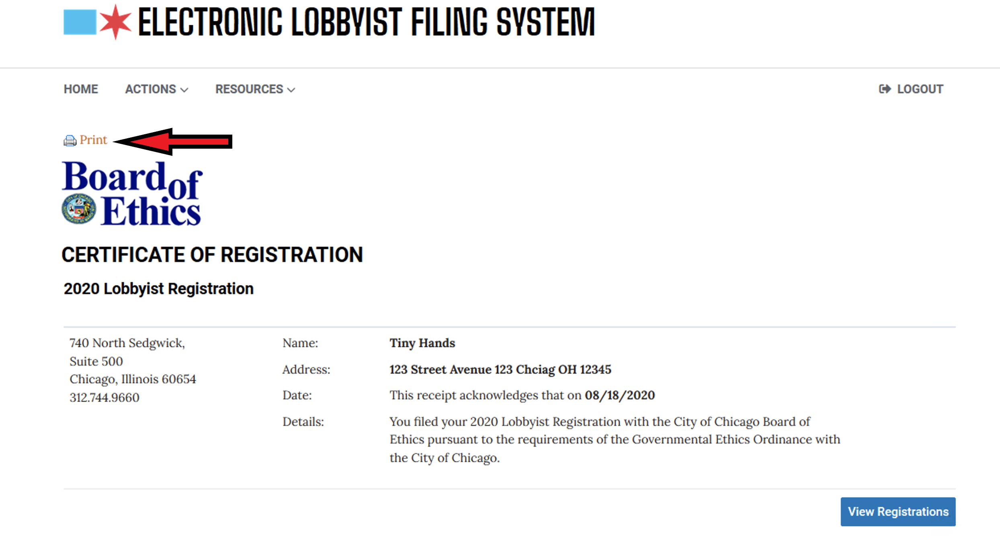 ELECTRONIC LOBBYIST FILING SYSTEM
HOME ACTIONS RESOURCES LOGOUT
Print
Board of
Ethics
CERTIFICATE OF REGISTRATION
2020 Lobbyist Registration
740 North Sedgwick,
Suite 500
Chicago, Illinois 60654
312.744.9660
Name: Tiny Hands
Address: 123 Street Avenue 123 Chciag OH 12345
Date: This receipt acknowledges that on 08/18/2020
Details: You filed your 2020 Lobbyist Registration with the City of Chicago Board of
Ethics pursuant to the requirements of the Governmental Ethics Ordinance with
the City of Chicago.
View Registrations